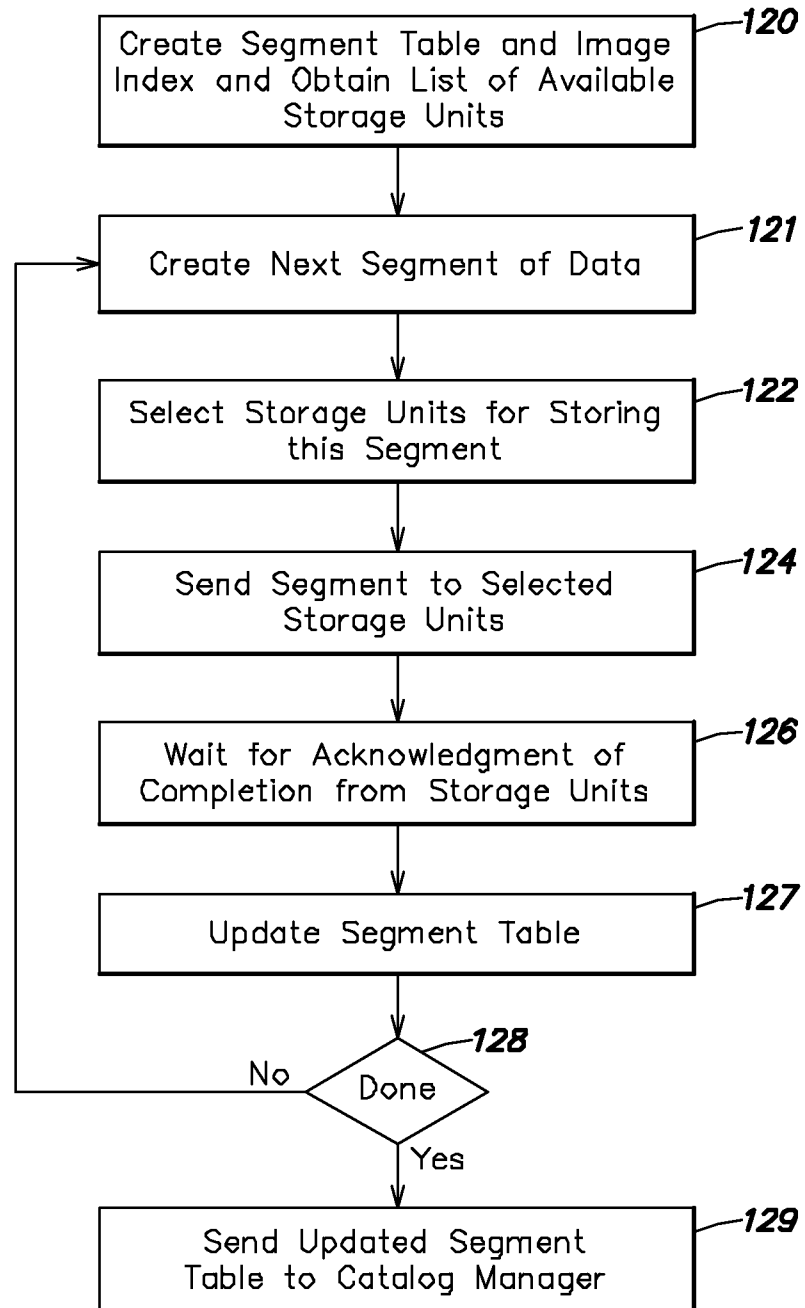 120
Create Segment Table and Image
Index and Obtain List of Available
Storage Units
121
Create Next Segment of Data
122
Select Storage Units for Storing
this Segment
124
Send Segment to Selected
Storage Units
126
Wait for Acknowledgment of
Completion from Storage Units
127
Update Segment Table
128
No
Done
Yes
129
Send Updated Segment
Table to Catalog Manager